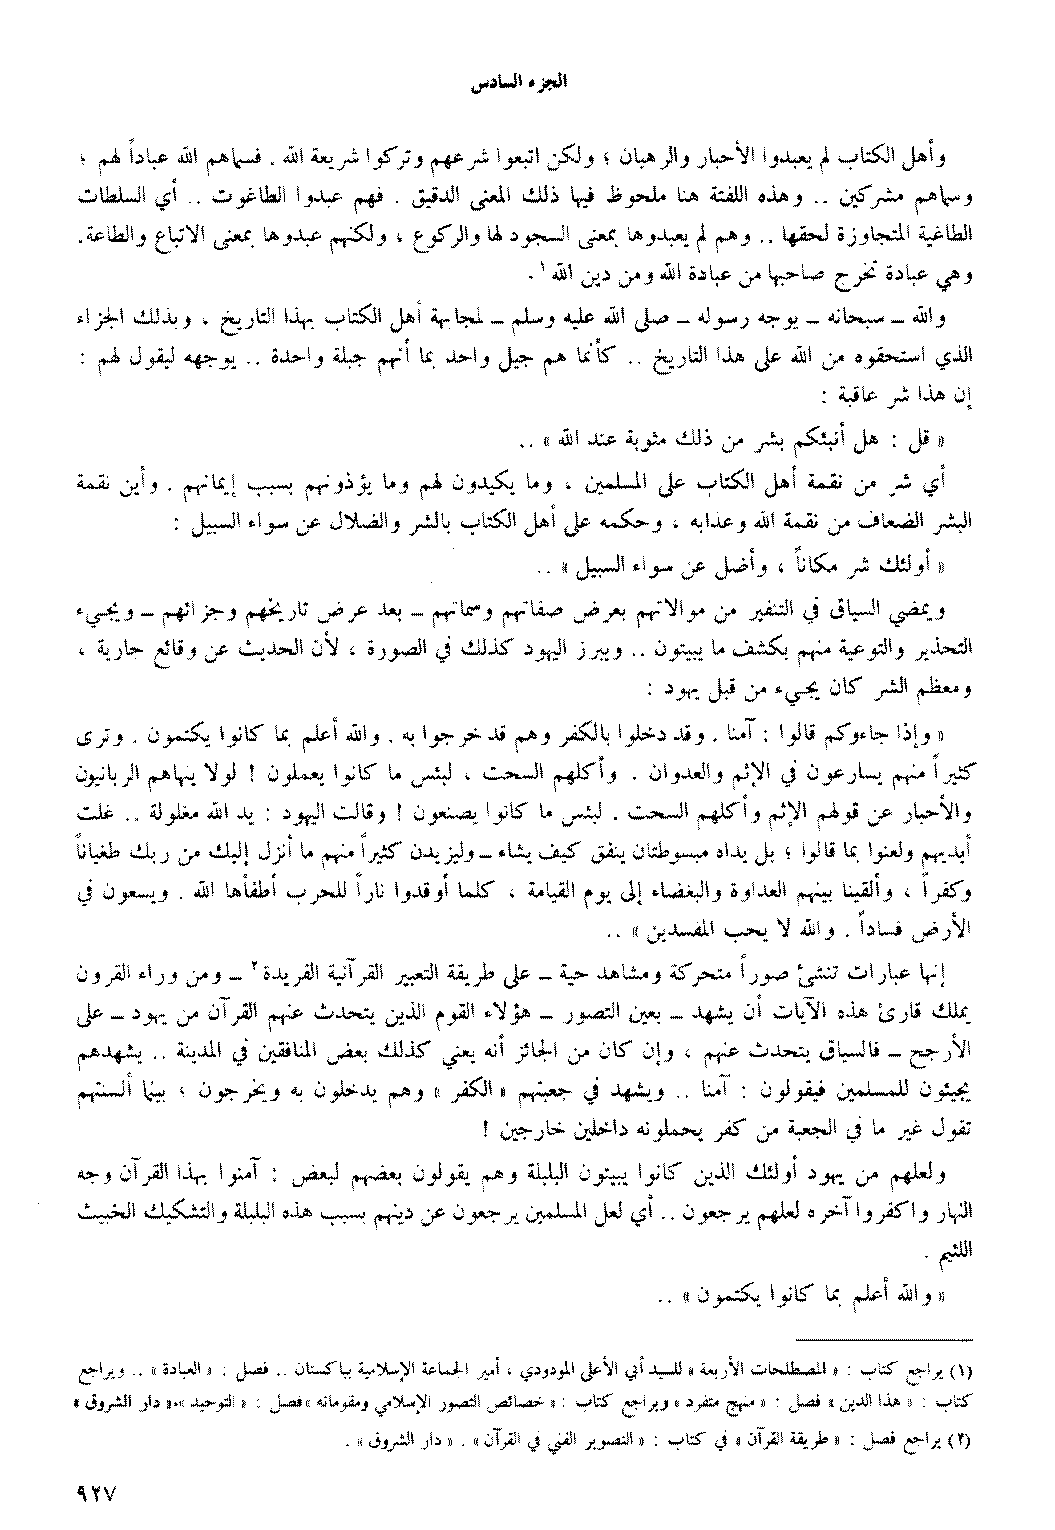 الجزء السادس
وأهل الكتاب لم يعبدوا الأحبار والرهبان ؛ ولكن اتبعوا شرعهم وتركوا شريعة الله . فسماهم الله عباداً لهم ؛
وسماهم مشركين .. وهذه اللفتة هنا ملحوظ فيها ذلك المعنى الدقيق . فهم عبدوا الطاغوت .. أي السلطات
الطاغية المتجاوزة لحقها .. وهم لم يعبدوها بمعنى السجود لها والركوع ، ولكنهم عبدوها بمعنى الاتباع والطاعة.
وهي عبادة تخرج صاحبها من عبادة الله ومن دين الله ١ .
والله – سبحانه – يوجه رسوله – صلى الله عليه وسلم – لمجابهة أهل الكتاب بهذا التاريخ ، وبذلك الجزاء
الذي استحقوه من الله على هذا التاريخ .. كأنما هم جيل واحد بما أنهم جبلة واحدة .. يوجهه ليقول لهم :
إن هذا شر عاقبة :
« قل : هل أنبئكم بشر من ذلك مثوبة عند الله » ..
أي شر من نقمة أهل الكتاب على المسلمين ، وما يكيدون لهم وما يؤذونهم بسبب إيمانهم . وأين نقمة
البشر الضعاف من نقمة الله وعذابه ، وحكمه على أهل الكتاب بالشر والضلال عن سواء السبيل :
« أولئك شر مكاناً ، وأضل عن سواء السبيل » ..
ويمضي السياق في التنفير من موالاتهم بعرض صفاتهم وسماتهم – بعد عرض تاريخهم وجزائهم – ويجيء
التحذير والتوعية منهم بكشف ما يبيتون .. ويبرز اليهود كذلك في الصورة ، لأن الحديث عن وقائع جارية ،
ومعظم الشر كان يجيء من قبل يهود :
« وإذا جاءوكم قالوا : آمنا . وقد دخلوا بالكفر وهم قد خرجوا به . والله أعلم بما كانوا يكتمون . وترى
كثيراً منهم يسارعون في الإثم والعدوان . وأكلهم السحت ، لبئس ما كانوا يعملون ! لولا ينهاهم الربانيون
والأحبار عن قولهم الإثم وأكلهم السحت . لبئس ما كانوا يصنعون ! وقالت اليهود : يد الله مغلولة .. غلت
أيديهم ولعنوا بما قالوا ؛ بل يداه مبسوطتان ينفق كيف يشاء – وليزيدن كثيراً منهم ما أنزل إليك من ربك طغياناً
وكفراً ، وألقينا بينهم العداوة والبغضاء إلى يوم القيامة ، كلما أوقدوا ناراً للحرب أطفأها الله . ويسعون في
الأرض فساداً . والله لا يحب المفسدين » ..
إنها عبارات تنشئ صوراً متحركة ومشاهد حية – على طريقة التعبير القرآنية الفريدة ٢ – ومن وراء القرون
يملك قارئ هذه الآيات أن يشهد – بعين التصور – هؤلاء القوم الذين يتحدث عنهم القرآن من يهود – على
الأرجح – فالسياق يتحدث عنهم ، وإن كان من الجائز أنه يعني كذلك بعض المنافقين في المدينة .. يشهدهم
يجيئون للمسلمين فيقولون : آمنا .. ويشهد في جعبتهم « الكفر » وهم يدخلون به ويخرجون ؛ بينما ألسنتهم
تقول غير ما في الجعبة من كفر يحملونه داخلين خارجين !
ولعلهم من يهود أولئك الذين كانوا يبيتون البلبلة وهم يقولون بعضهم لبعض : آمنوا بهذا القرآن وجه
النهار واكفروا آخره لعلهم يرجعون .. أي لعل المسلمين يرجعون عن دينهم بسبب هذه البلبلة والتشكيك الخبيث
اللئيم .
« والله أعلم بما كانوا يكتمون » ..
(١) يراجع كتاب : « المصطلحات الأربعة » للسيد أبي الأعلى المودودي ، أمير الجماعة الإسلامية بباكستان .. فصل : « العبادة » .. ويراجع
كتاب : « هذا الدين » فصل : « منهج متفرد » ويراجع كتاب : « خصائص التصور الإسلامي ومقوماته » فصل : « التوحيد ».« دار الشروق »
(٢) يراجع فصل : « طريقة القرآن » في كتاب : « التصوير الفني في القرآن » . « دار الشروق » .
٩٢٧